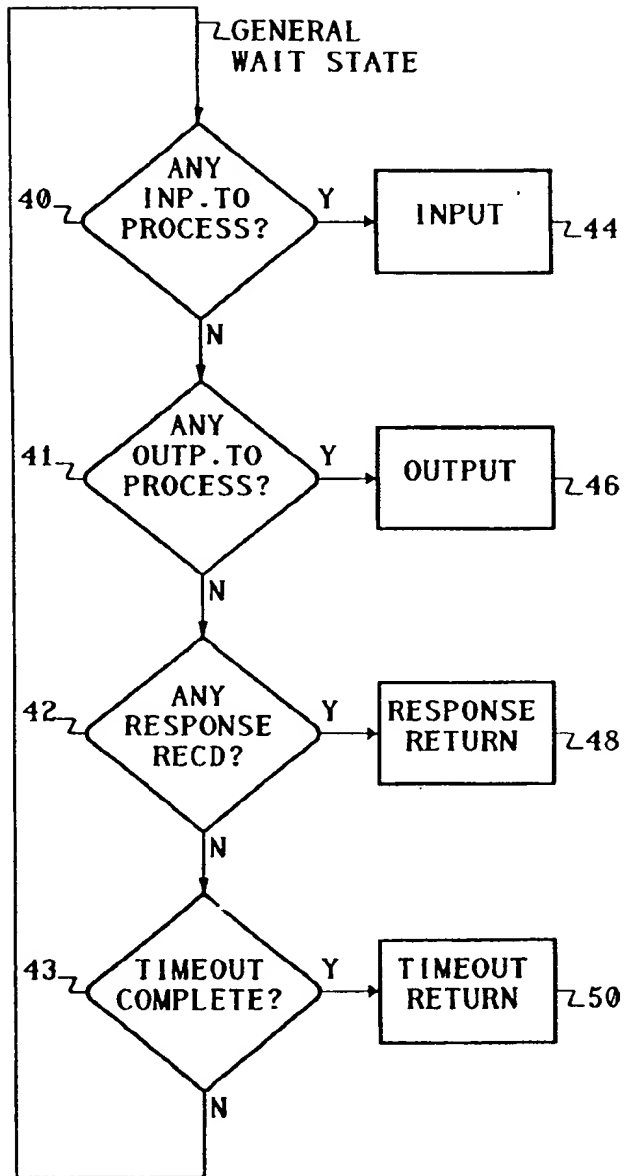 GENERAL
WAIT STATE
ANY
INP.TO
PROCESS?
40
Y
INPUT
44
N
ANY
OUTP.TO
PROCESS?
41
Y
OUTPUT
46
N
ANY
RESPONSE
RECD?
42
Y
RESPONSE
RETURN
48
N
TIMEOUT
COMPLETE?
43
Y
TIMEOUT
RETURN
50
N